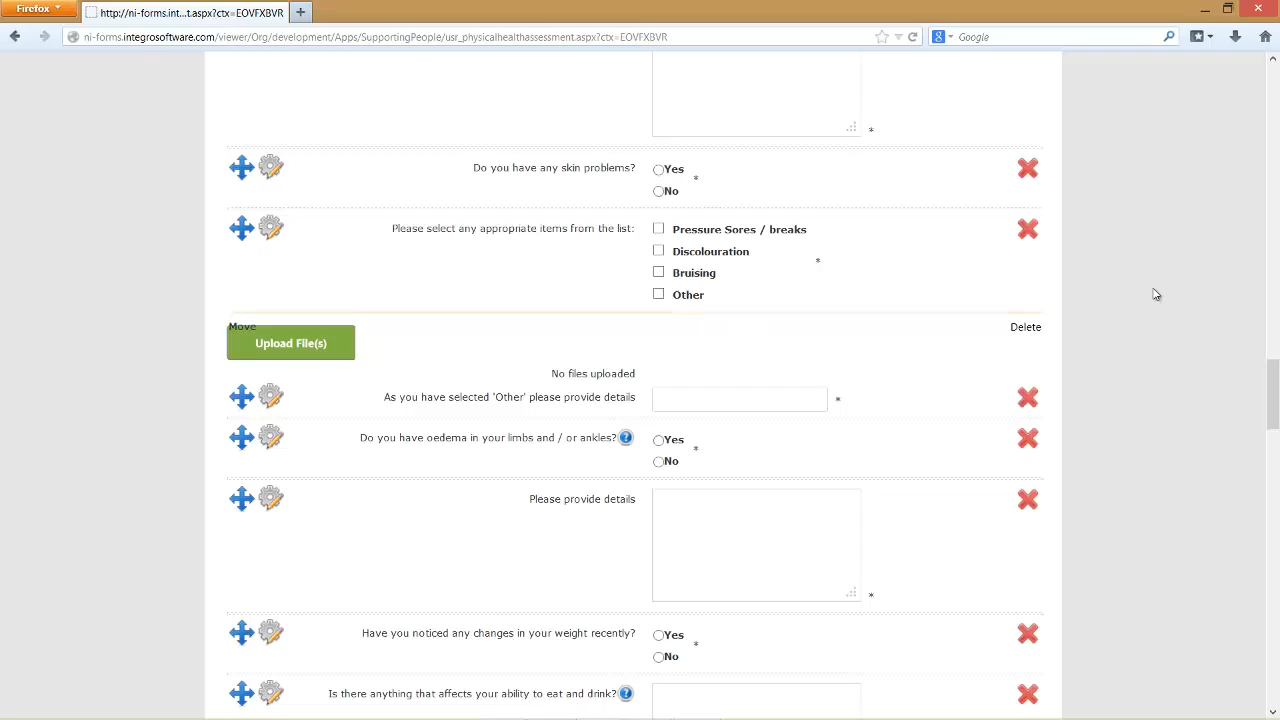 Firefox
http://ni-forms.int...t.aspx?ctx=EOVFXBVR
ni-forms.integrosoftware.com/viewer/Org/development/Apps/SupportingPeople/usr_physicalhealthassessment.aspx?ctx=EOVFXBVR
Google
*
Do you have any skin problems?
Yes
*
No
Please select any appropriate items from the list:
Pressure Sores / breaks
Discolouration
*
Bruising
Other
Move
Delete
Upload File(s)
No files uploaded
As you have selected 'Other' please provide details
*
Do you have oedema in your limbs and / or ankles?
Yes
*
No
Please provide details
*
Have you noticed any changes in your weight recently?
Yes
*
No
Is there anything that affects your ability to eat and drink?